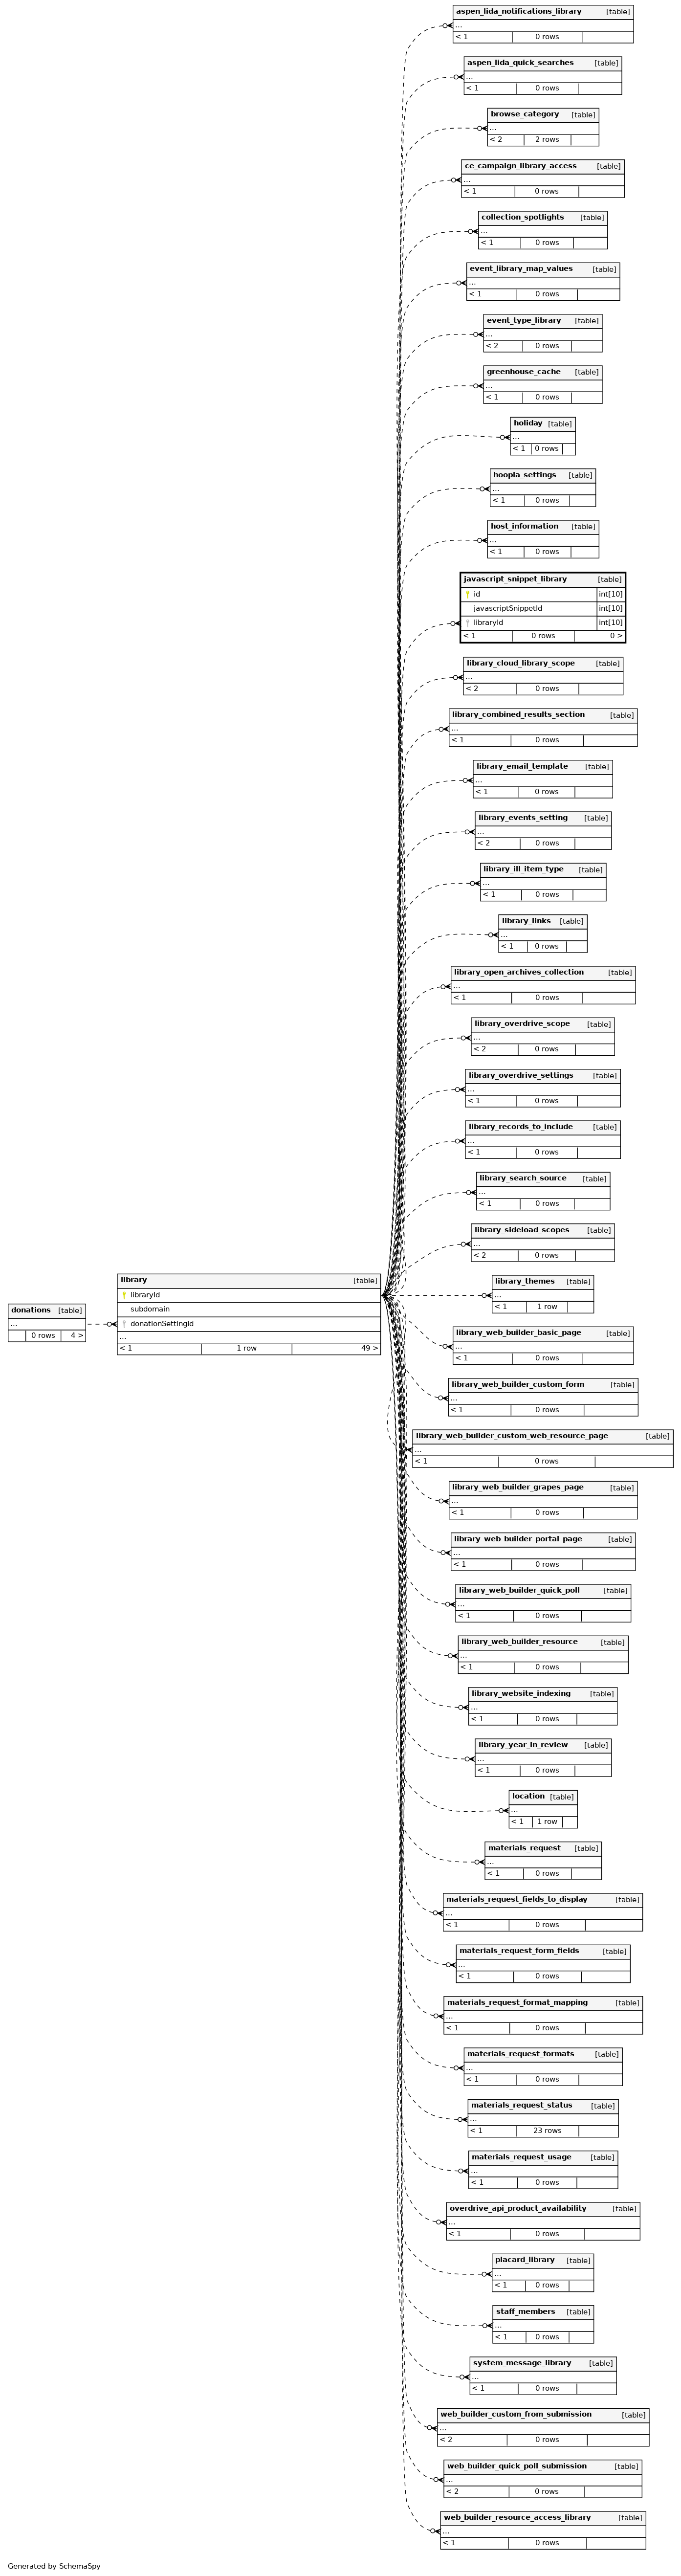 aspen_lida_notifications_library [table]
...
< 1 0 rows
aspen_lida_quick_searches [table]
...
< 1 0 rows
browse_category [table]
...
< 2 2 rows
ce_campaign_library_access [table]
...
< 1 0 rows
collection_spotlights [table]
...
< 1 0 rows
event_library_map_values [table]
...
< 1 0 rows
event_type_library [table]
...
< 2 0 rows
greenhouse_cache [table]
...
< 1 0 rows
holiday [table]
...
< 1 0 rows
hoopla_settings [table]
...
< 1 0 rows
host_information [table]
...
< 1 0 rows
javascript_snippet_library [table]
id int[10]
javascriptSnippetId int[10]
libraryId int[10]
< 1 0 rows 0 >
library_cloud_library_scope [table]
...
< 2 0 rows
library_combined_results_section [table]
...
< 1 0 rows
library_email_template [table]
...
< 1 0 rows
library_events_setting [table]
...
< 2 0 rows
library_ill_item_type [table]
...
< 1 0 rows
library_links [table]
...
< 1 0 rows
library_open_archives_collection [table]
...
< 1 0 rows
library_overdrive_scope [table]
...
< 2 0 rows
library_overdrive_settings [table]
...
< 1 0 rows
library_records_to_include [table]
...
< 1 0 rows
library_search_source [table]
...
< 1 0 rows
library_sideload_scopes [table]
...
< 2 0 rows
donations [table]
...
0 rows 4 >
library [table]
libraryId
subdomain
donationSettingId
...
< 1 1 row 49 >
library_themes [table]
...
< 1 1 row
library_web_builder_basic_page [table]
...
< 1 0 rows
library_web_builder_custom_form [table]
...
< 1 0 rows
library_web_builder_custom_web_resource_page [table]
...
< 1 0 rows
library_web_builder_grapes_page [table]
...
< 1 0 rows
library_web_builder_portal_page [table]
...
< 1 0 rows
library_web_builder_quick_poll [table]
...
< 1 0 rows
library_web_builder_resource [table]
...
< 1 0 rows
library_website_indexing [table]
...
< 1 0 rows
library_year_in_review [table]
...
< 1 0 rows
location [table]
...
< 1 1 row
materials_request [table]
...
< 1 0 rows
materials_request_fields_to_display [table]
...
< 1 0 rows
materials_request_form_fields [table]
...
< 1 0 rows
materials_request_format_mapping [table]
...
< 1 0 rows
materials_request_formats [table]
...
< 1 0 rows
materials_request_status [table]
...
< 1 23 rows
materials_request_usage [table]
...
< 1 0 rows
overdrive_api_product_availability [table]
...
< 1 0 rows
placard_library [table]
...
< 1 0 rows
staff_members [table]
...
< 1 0 rows
system_message_library [table]
...
< 1 0 rows
web_builder_custom_from_submission [table]
...
< 2 0 rows
web_builder_quick_poll_submission [table]
...
< 2 0 rows
web_builder_resource_access_library [table]
...
< 1 0 rows
Generated by SchemaSpy